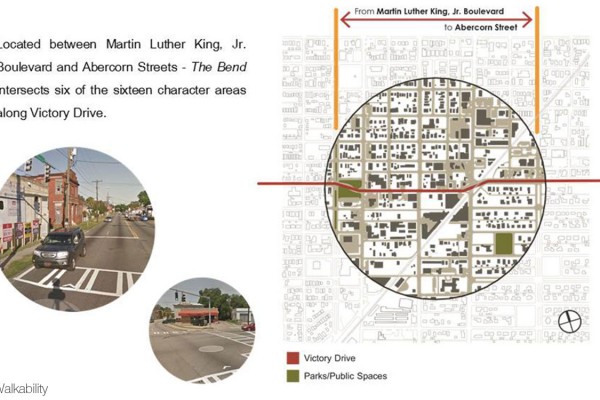 Located between Martin Luther King, Jr.
Boulevard and Abercorn Streets - The Bend
intersects six of the sixteen character areas
along Victory Drive.
From Martin Luther King, Jr. Boulevard
to Abercorn Street
Victory Drive
Parks/Public Spaces
Walkability